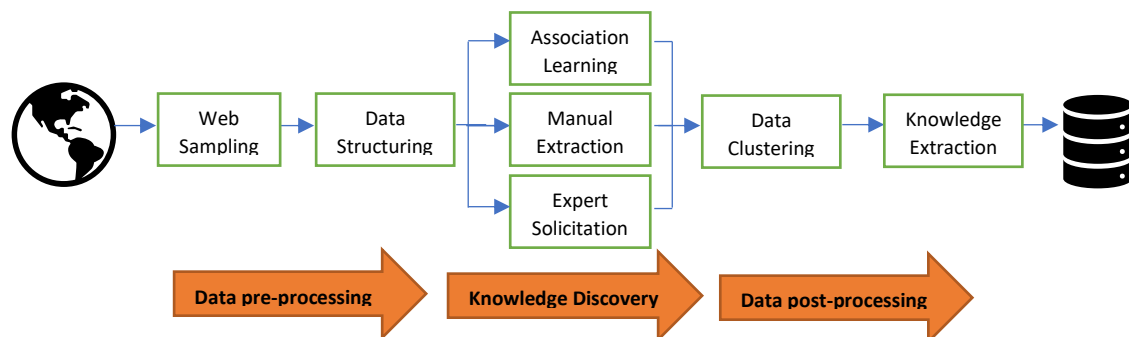 Association
Learning
Web
Sampling
Data
Structuring
Manual
Extraction
Data
Clustering
Knowledge
Extraction
Expert
Solicitation
Data pre-processing
Knowledge Discovery
Data post-processing